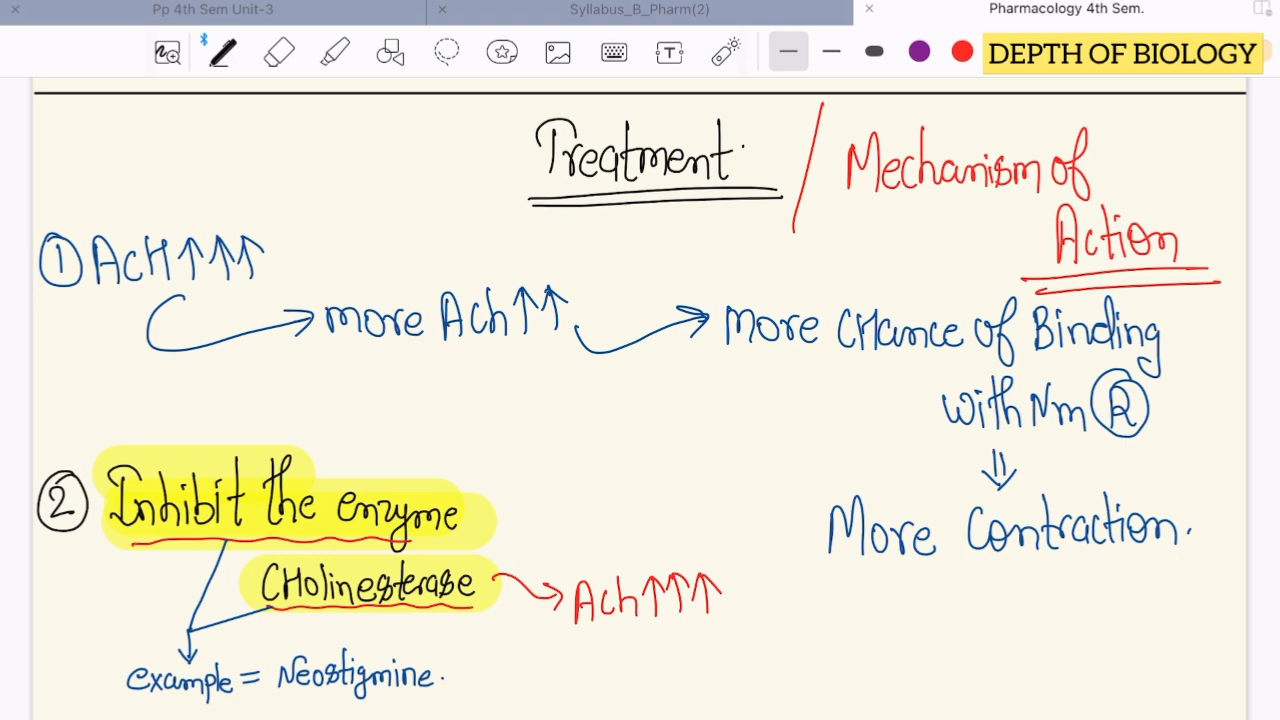 Pp 4th Sem Unit-3
Syllabus_B_Pharm(2)
Pharmacology 4th Sem.
DEPTH OF BIOLOGY
Treatment / Mechanism of
Action
① AcH↑↑↑
→ more Ach↑↑ → More CHance of Binding
with Nm Ⓡ
⇓
More Contraction.
② Inhibit the enzyme
CHolinesterase → Ach↑↑↑
example = Neostigmine.